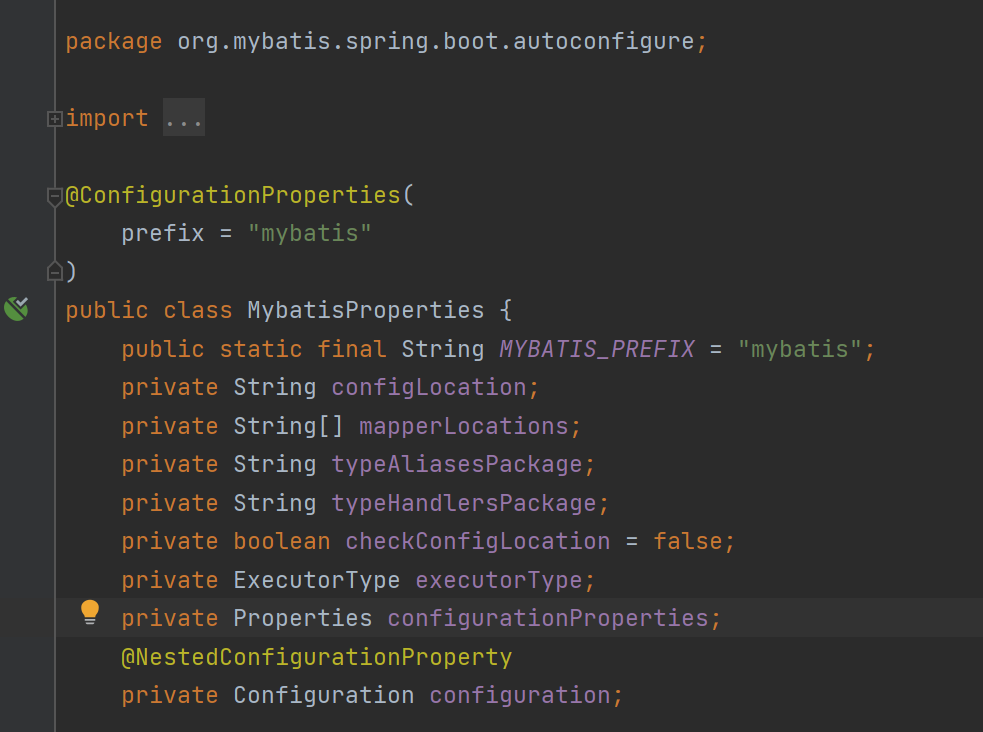 package org.mybatis.spring.boot.autoconfigure;
import ...
@ConfigurationProperties(
prefix = "mybatis"
)
public class MybatisProperties {
public static final String MYBATIS_PREFIX = "mybatis";
private String configLocation;
private String[] mapperLocations;
private String typeAliasesPackage;
private String typeHandlersPackage;
private boolean checkConfigLocation = false;
private ExecutorType executorType;
private Properties configurationProperties;
@NestedConfigurationProperty
private Configuration configuration;